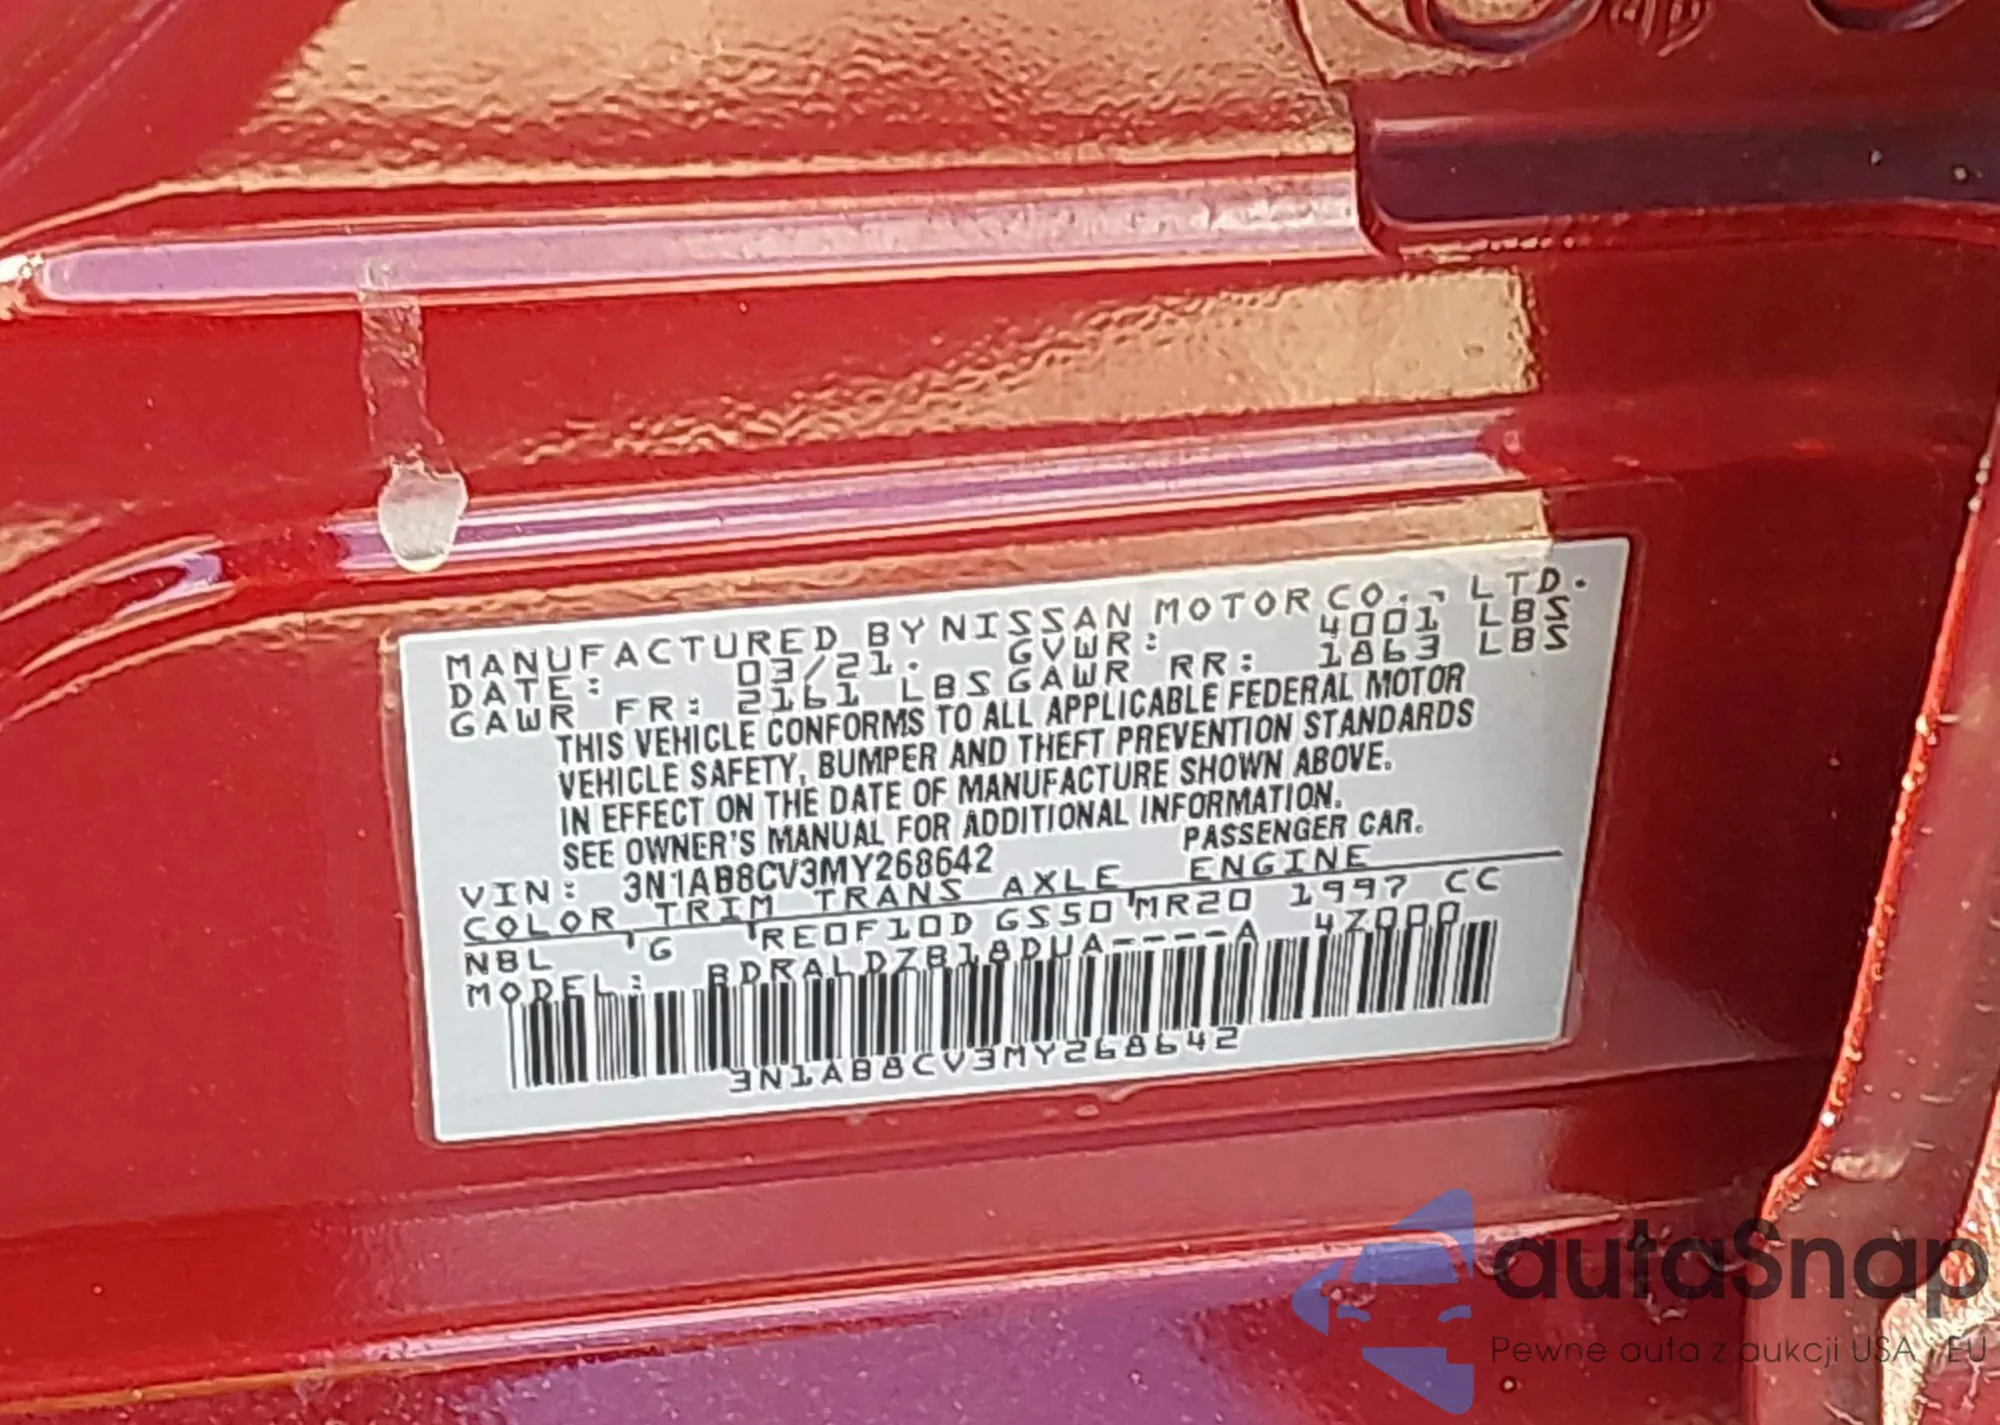 MANUFACTURED BY NISSAN MOTOR CO., LTD.
DATE: 03/21. GVWR: 4001 LBS
GAWR FR: 2161 LBS GAWR RR: 1863 LBS
THIS VEHICLE CONFORMS TO ALL APPLICABLE FEDERAL MOTOR
VEHICLE SAFETY, BUMPER AND THEFT PREVENTION STANDARDS
IN EFFECT ON THE DATE OF MANUFACTURE SHOWN ABOVE.
SEE OWNER'S MANUAL FOR ADDITIONAL INFORMATION.
VIN: 3N1AB8CV3MY268642 PASSENGER CAR.
COLOR TRIM TRANS AXLE ENGINE
NBL 'G 'RE0F10D GS50 'MR20 1997 CC
MODEL: BDRALDZB18DUA----A 4Z000
3N1AB8CV3MY268642
autaSnap
Pewne auta z aukcji USA i EU